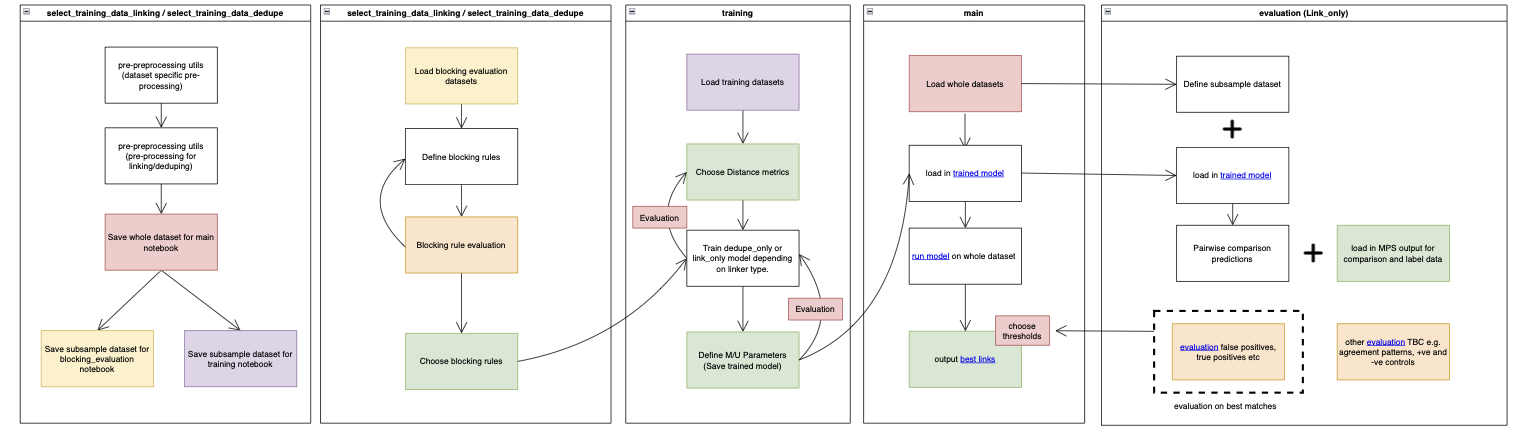 select_training_data_linking / select_training_data_dedupe
pre-preprocessing utils
(dataset specific pre-
processing)
pre-preprocessing utils
(pre-processing for
linking/deduping)
Save whole dataset for main
notebook
Save subsample dataset for
blocking_evaluation
notebook
Save subsample dataset for
training notebook
select_training_data_linking / select_training_data_dedupe
Load blocking evaluation
datasets
Define blocking rules
Blocking rule evaluation
Choose blocking rules
training
Load training datasets
Choose Distance metrics
Evaluation
Train dedupe_only or
link_only model depending
on linker type.
Evaluation
Define M/U Parameters
(Save trained model)
main
Load whole datasets
load in trained model
run model on whole dataset
choose
thresholds
output best links
evaluation (Link_only)
Define subsample dataset
load in trained model
Pairwise comparison
predictions
load in MPS output for
comparison and label data
evaluation false positives,
true positives etc
evaluation on best matches
other evaluation TBC e.g.
agreement patterns, +ve and
-ve controls